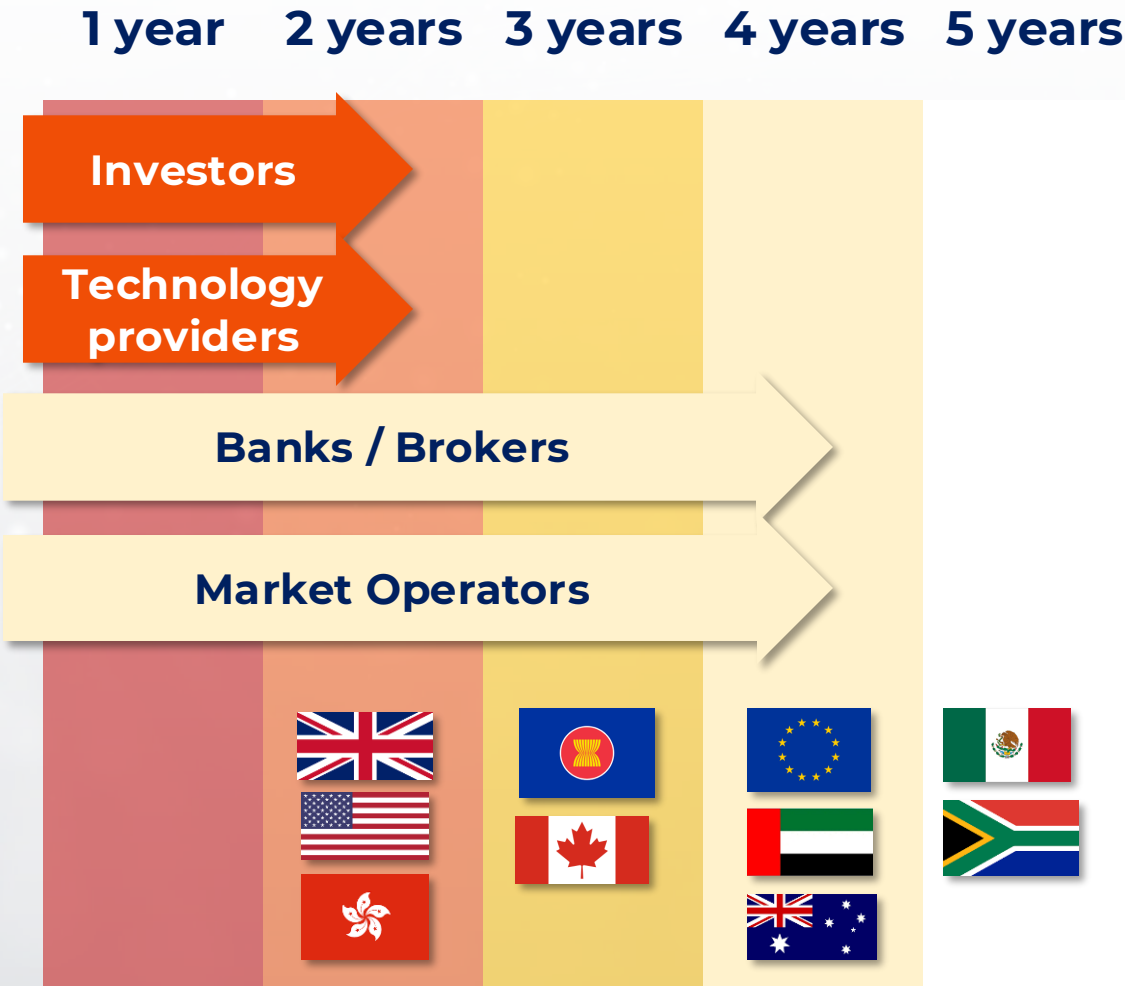 1 year 2 years 3 years 4 years 5 years
Investors
Technology
providers
Banks / Brokers
Market Operators